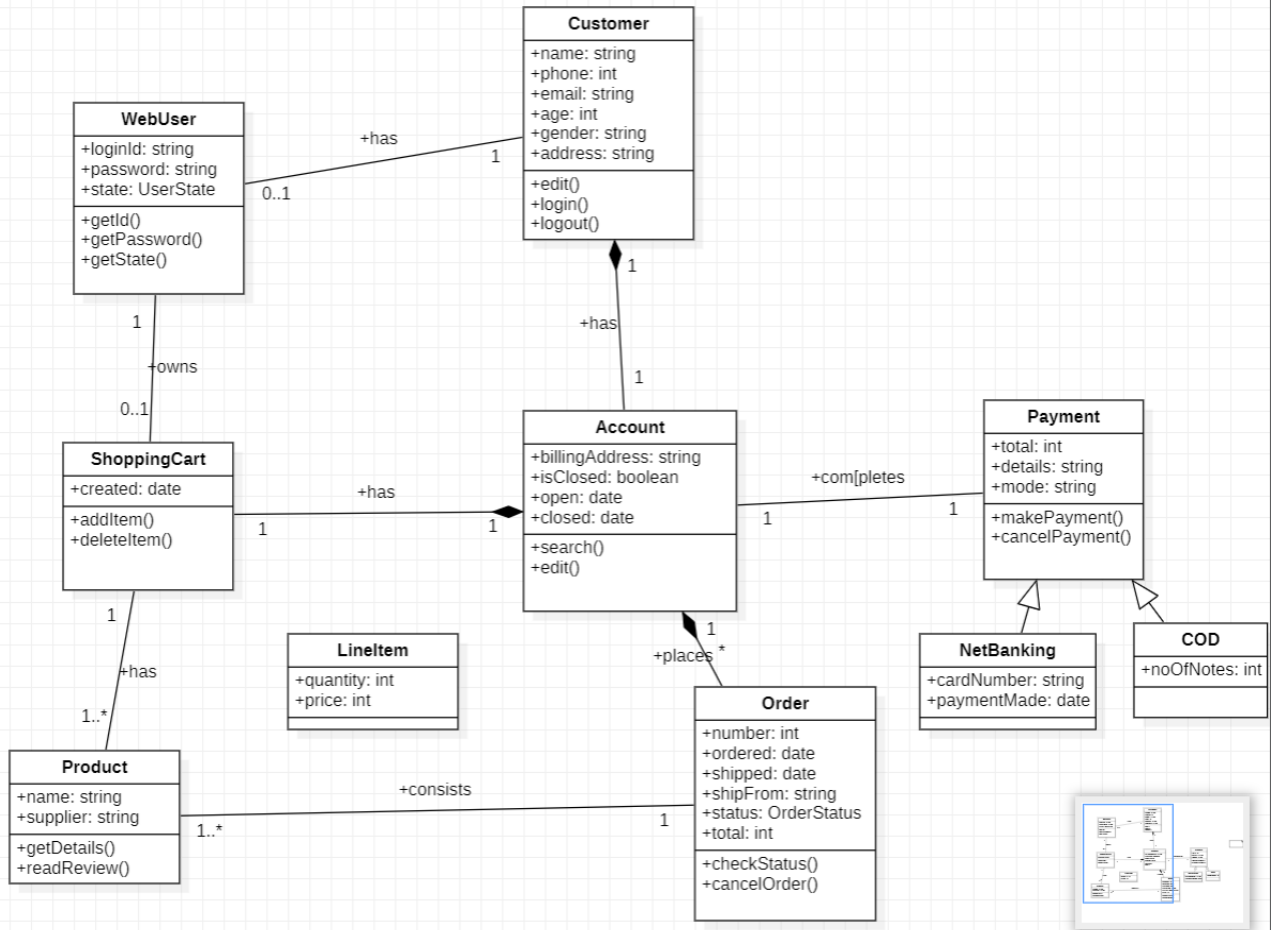 Customer
+name: string
+phone: int
+email: string
+age: int
+gender: string
+address: string
+edit()
+login()
+logout()
WebUser
+loginId: string
+password: string
+state: UserState
+getId()
+getPassword()
+getState()
+has
0..1
1
1
+owns
0..1
1
+has
1
ShoppingCart
+created: date
+addItem()
+deleteItem()
+has
1
1
Account
+billingAddress: string
+isClosed: boolean
+open: date
+closed: date
+search()
+edit()
+com[pletes
1
1
Payment
+total: int
+details: string
+mode: string
+makePayment()
+cancelPayment()
1
+has
1..*
LineItem
+quantity: int
+price: int
1
+places
*
NetBanking
+cardNumber: string
+paymentMade: date
COD
+noOfNotes: int
Order
+number: int
+ordered: date
+shipped: date
+shipFrom: string
+status: OrderStatus
+total: int
+checkStatus()
+cancelOrder()
Product
+name: string
+supplier: string
+getDetails()
+readReview()
+consists
1..*
1